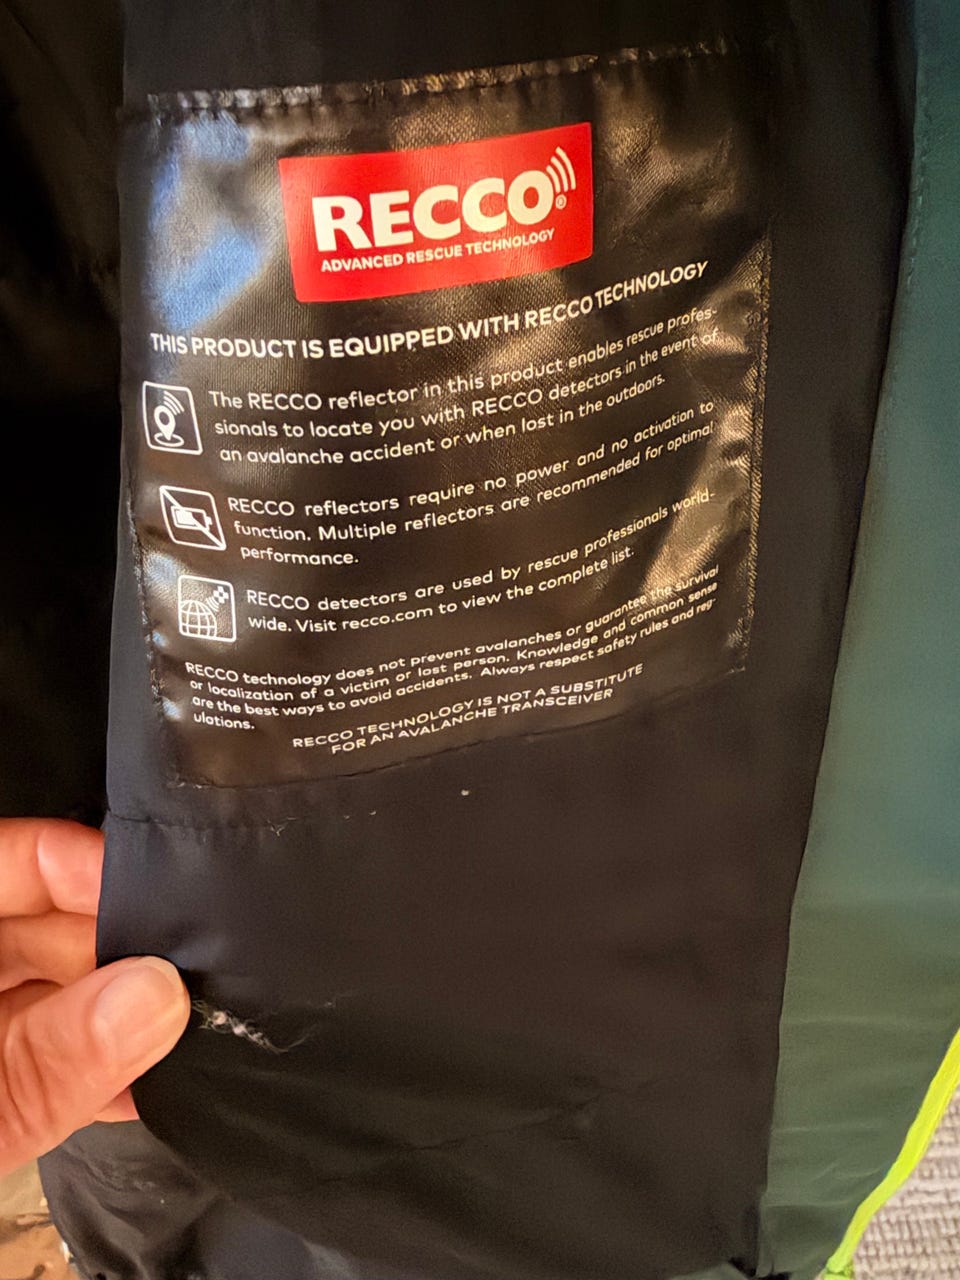 RECCO®
ADVANCED RESCUE TECHNOLOGY
THIS PRODUCT IS EQUIPPED WITH RECCO TECHNOLOGY
The RECCO reflector in this product enables rescue profes-
sionals to locate you with RECCO detectors in the event of
an avalanche accident or when lost in the outdoors.
RECCO reflectors require no power and no activation to
function. Multiple reflectors are recommended for optimal
performance.
RECCO detectors are used by rescue professionals world-
wide. Visit recco.com to view the complete list.
RECCO technology does not prevent avalanches or guarantee the survival
or localization of a victim or lost person. Knowledge and common sense
are the best ways to avoid accidents. Always respect safety rules and reg-
ulations.
RECCO TECHNOLOGY IS NOT A SUBSTITUTE
FOR AN AVALANCHE TRANSCEIVER